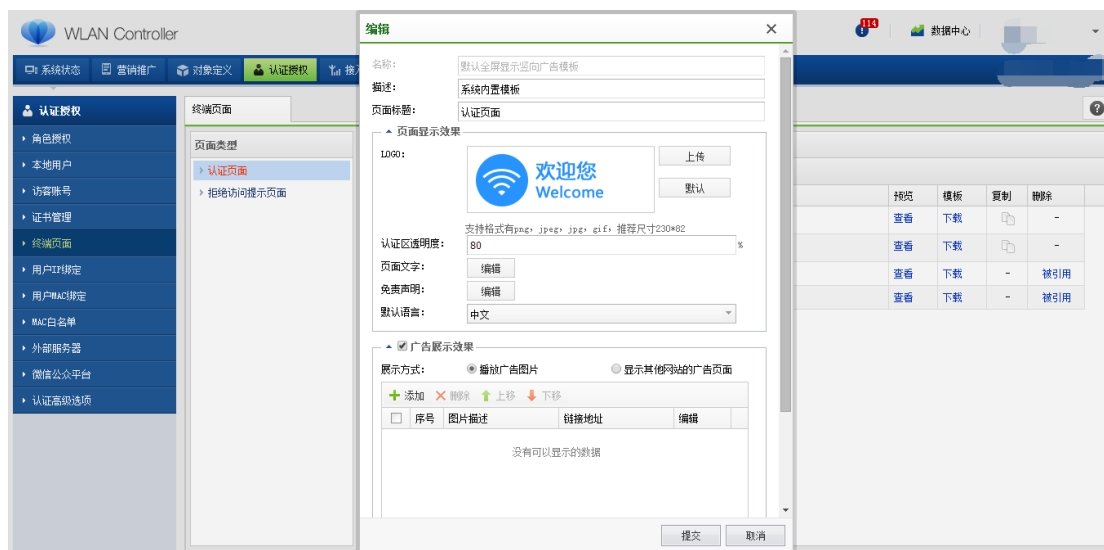 WLAN Controller
114
数据中心
系统状态 营销推广 对象定义 认证授权 接
认证授权
角色授权
本地用户
访客账号
证书管理
终端页面
用户IP绑定
用户MAC绑定
MAC白名单
外部服务器
微信公众平台
认证高级选项
终端页面
页面类型
认证页面
拒绝访问提示页面
编辑
名称: 默认全屏显示竖向广告模板
描述: 系统内置模板
页面标题: 认证页面
页面显示效果
LOGO:
欢迎您
Welcome
上传
默认
支持格式有png, jpeg, jpg, gif, 推荐尺寸230*82
认证区透明度: 80 %
页面文字: 编辑
免责声明: 编辑
默认语言: 中文
广告展示效果
展示方式: 播放广告图片 显示其他网站的广告页面
添加 删除 上移 下移
序号 图片描述 链接地址 编辑
没有可以显示的数据
提交 取消
预览 模板 复制 删除
查看 下载 -
查看 下载 -
查看 下载 - 被引用
查看 下载 - 被引用